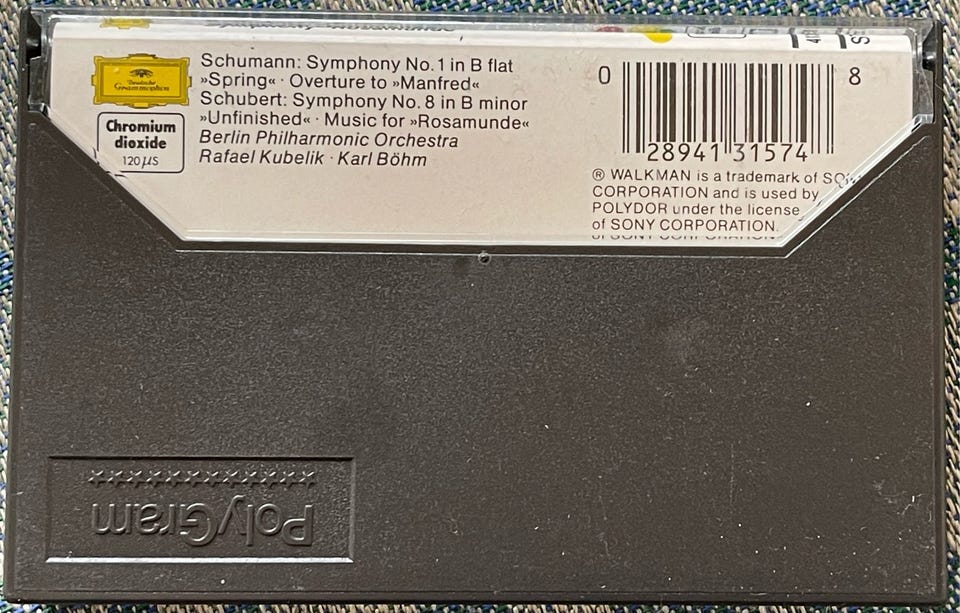 Deutsche
Grammophon
Chromium
dioxide
120 µS
Schumann: Symphony No. 1 in B flat
»Spring« · Overture to »Manfred«
Schubert: Symphony No. 8 in B minor
»Unfinished« · Music for »Rosamunde«
Berlin Philharmonic Orchestra
Rafael Kubelik · Karl Böhm
0 28941 31574 8
® WALKMAN is a trademark of SONY
CORPORATION and is used by
POLYDOR under the license
of SONY CORPORATION.
PolyGram